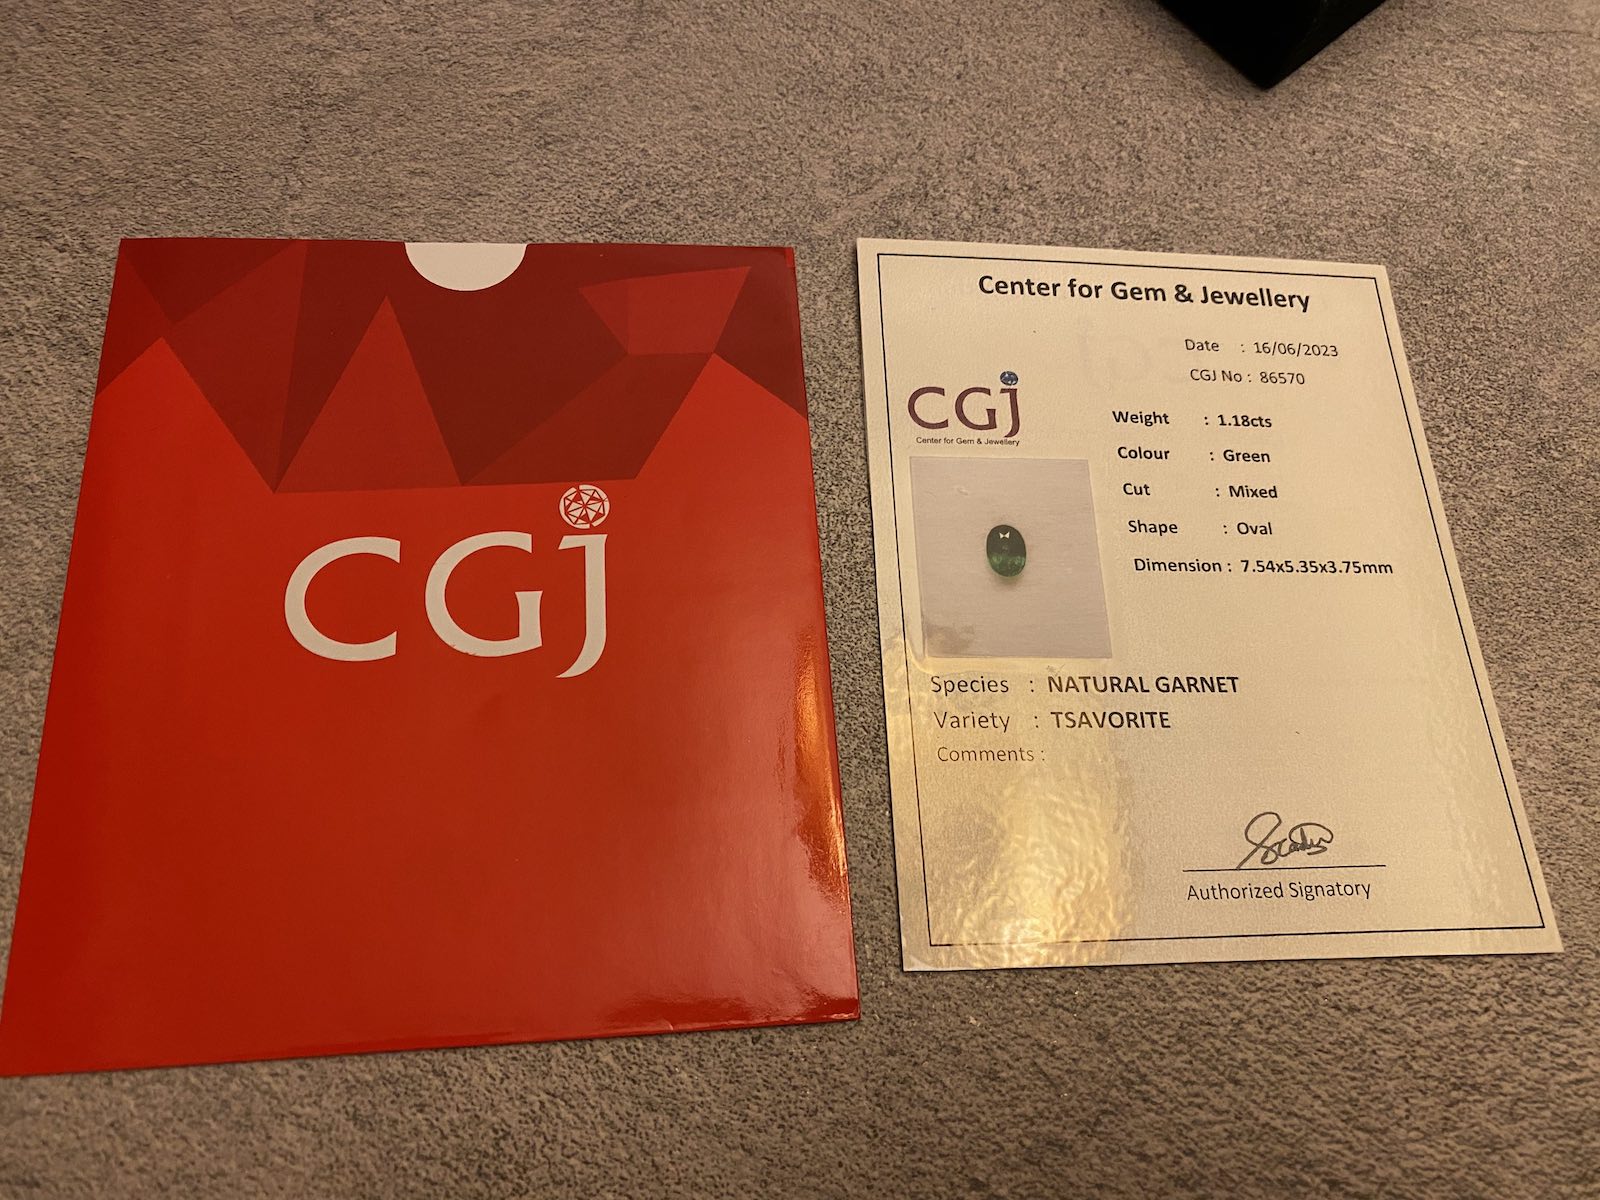 CGJ
Center for Gem & Jewellery
Date : 16/06/2023
CGJ No : 86570
CGJ
Center for Gem & Jewellery
Weight : 1.18cts
Colour : Green
Cut : Mixed
Shape : Oval
Dimension : 7.54x5.35x3.75mm
Species : NATURAL GARNET
Variety : TSAVORITE
Comments :
Authorized Signatory